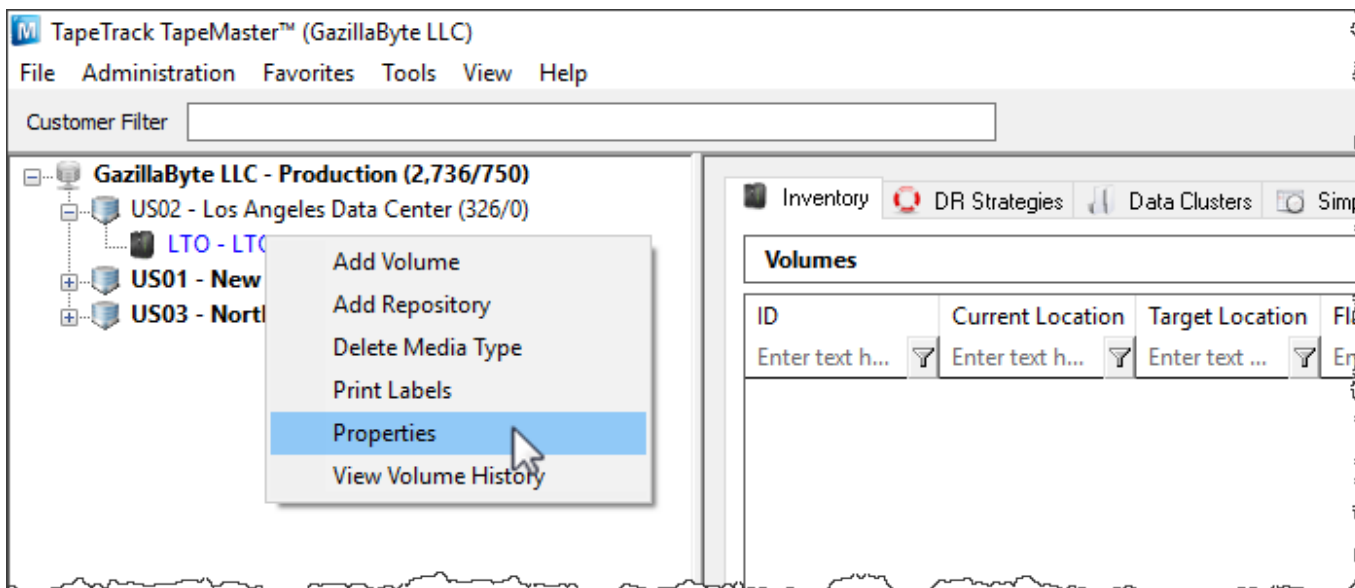 TapeTrack TapeMaster™ (GazillaByte LLC)
File Administration Favorites Tools View Help
Customer Filter
GazillaByte LLC - Production (2,736/750)
US02 - Los Angeles Data Center (326/0)
LTO - LTO
US01 - New
US03 - North
Add Volume
Add Repository
Delete Media Type
Print Labels
Properties
View Volume History
Inventory DR Strategies Data Clusters Simp
Volumes
ID Current Location Target Location
Enter text h... Enter text h... Enter text ...